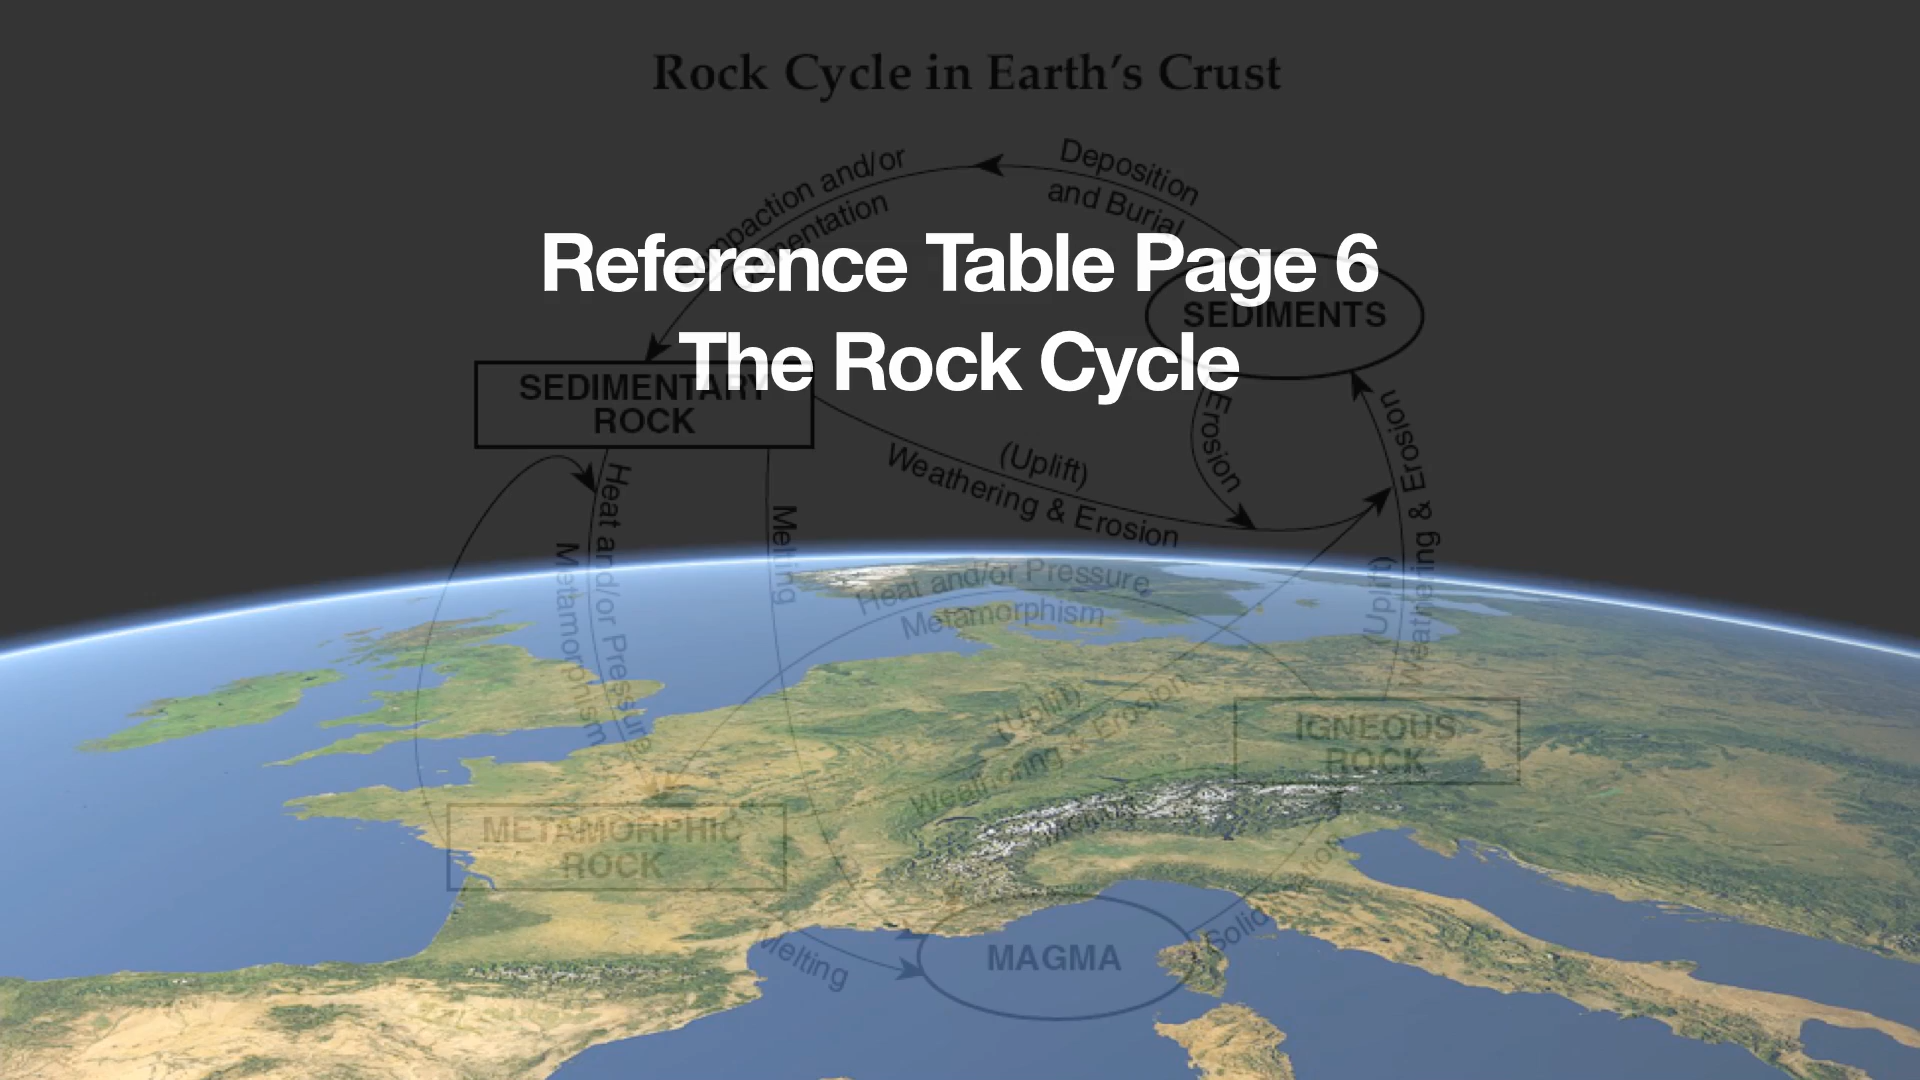 Rock Cycle in Earth's Crust
Deposition
and Burial
and/or
Reference Table Page 6
The Rock Cycle
SEDIMENTS
SEDIMENTARY
ROCK
Erosion
(Uplift)
Weathering & Erosion
Heat and/or Pressure
Metamorphism
Melting
Heat and/or Pressure
Metamorphism
(Uplift)
Weathering & Erosion
(Uplift)
Weathering & Erosion
IGNEOUS
ROCK
METAMORPHIC
ROCK
Melting
MAGMA